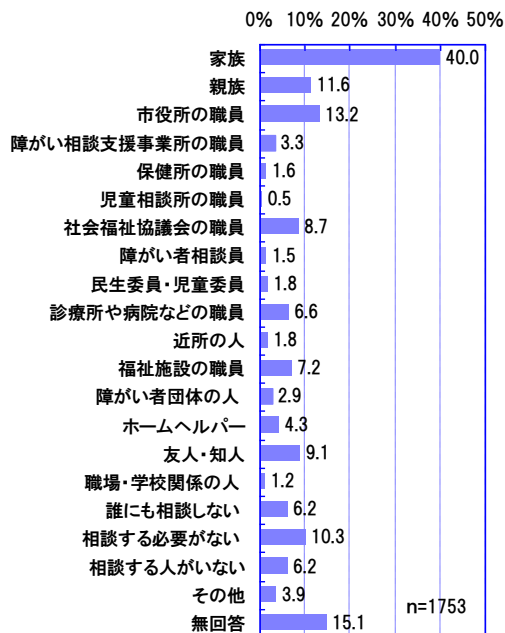 0% 10% 20% 30% 40% 50%
家族 40.0
親族 11.6
市役所の職員 13.2
障がい相談支援事業所の職員 3.3
保健所の職員 1.6
児童相談所の職員 0.5
社会福祉協議会の職員 8.7
障がい者相談員 1.5
民生委員・児童委員 1.8
診療所や病院などの職員 6.6
近所の人 1.8
福祉施設の職員 7.2
障がい者団体の人 2.9
ホームヘルパー 4.3
友人・知人 9.1
職場・学校関係の人 1.2
誰にも相談しない 6.2
相談する必要がない 10.3
相談する人がいない 6.2
その他 3.9
n=1753
無回答 15.1